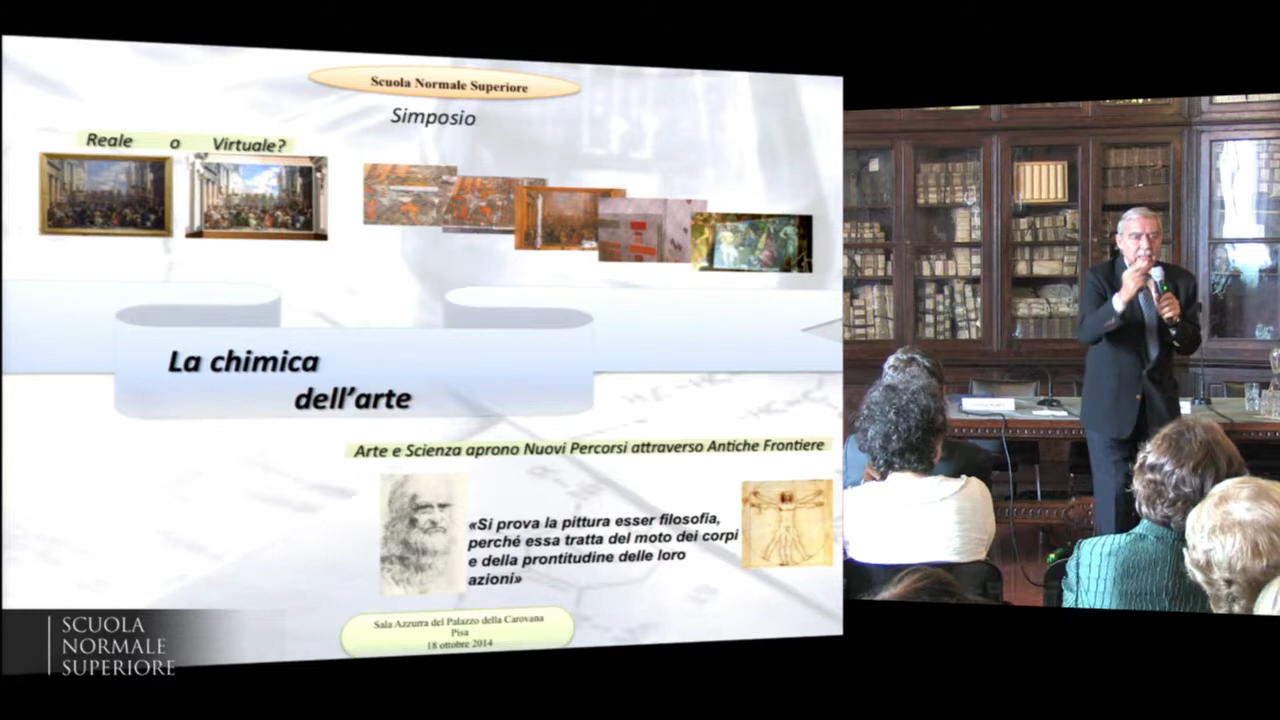 Scuola Normale Superiore
Simposio
Reale o Virtuale?
La chimica
dell'arte
Arte e Scienza aprono Nuovi Percorsi attraverso Antiche Frontiere
«Si prova la pittura esser filosofia,
perché essa tratta del moto dei corpi
e della prontitudine delle loro
azioni»
Sala Azzurra del Palazzo della Carovana
Pisa
18 ottobre 2014
SCUOLA
NORMALE
SUPERIORE